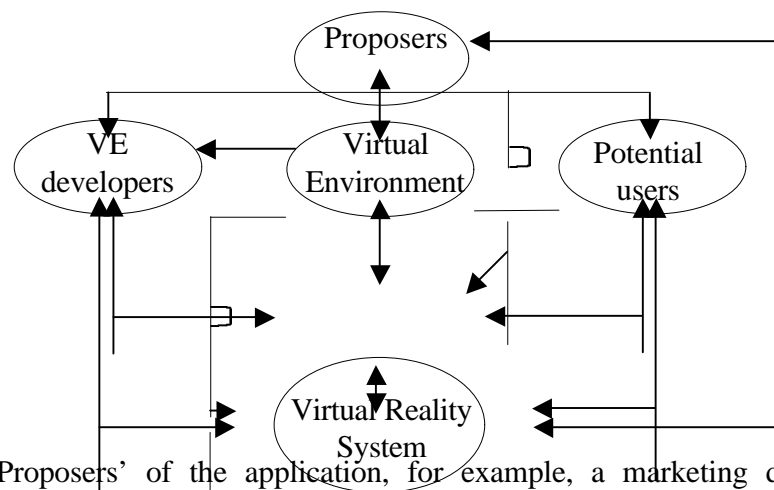 Proposers
VE
developers
Virtual
Environment
Potential
users
Virtual Reality
System
Proposers’ of the application, for example, a marketing